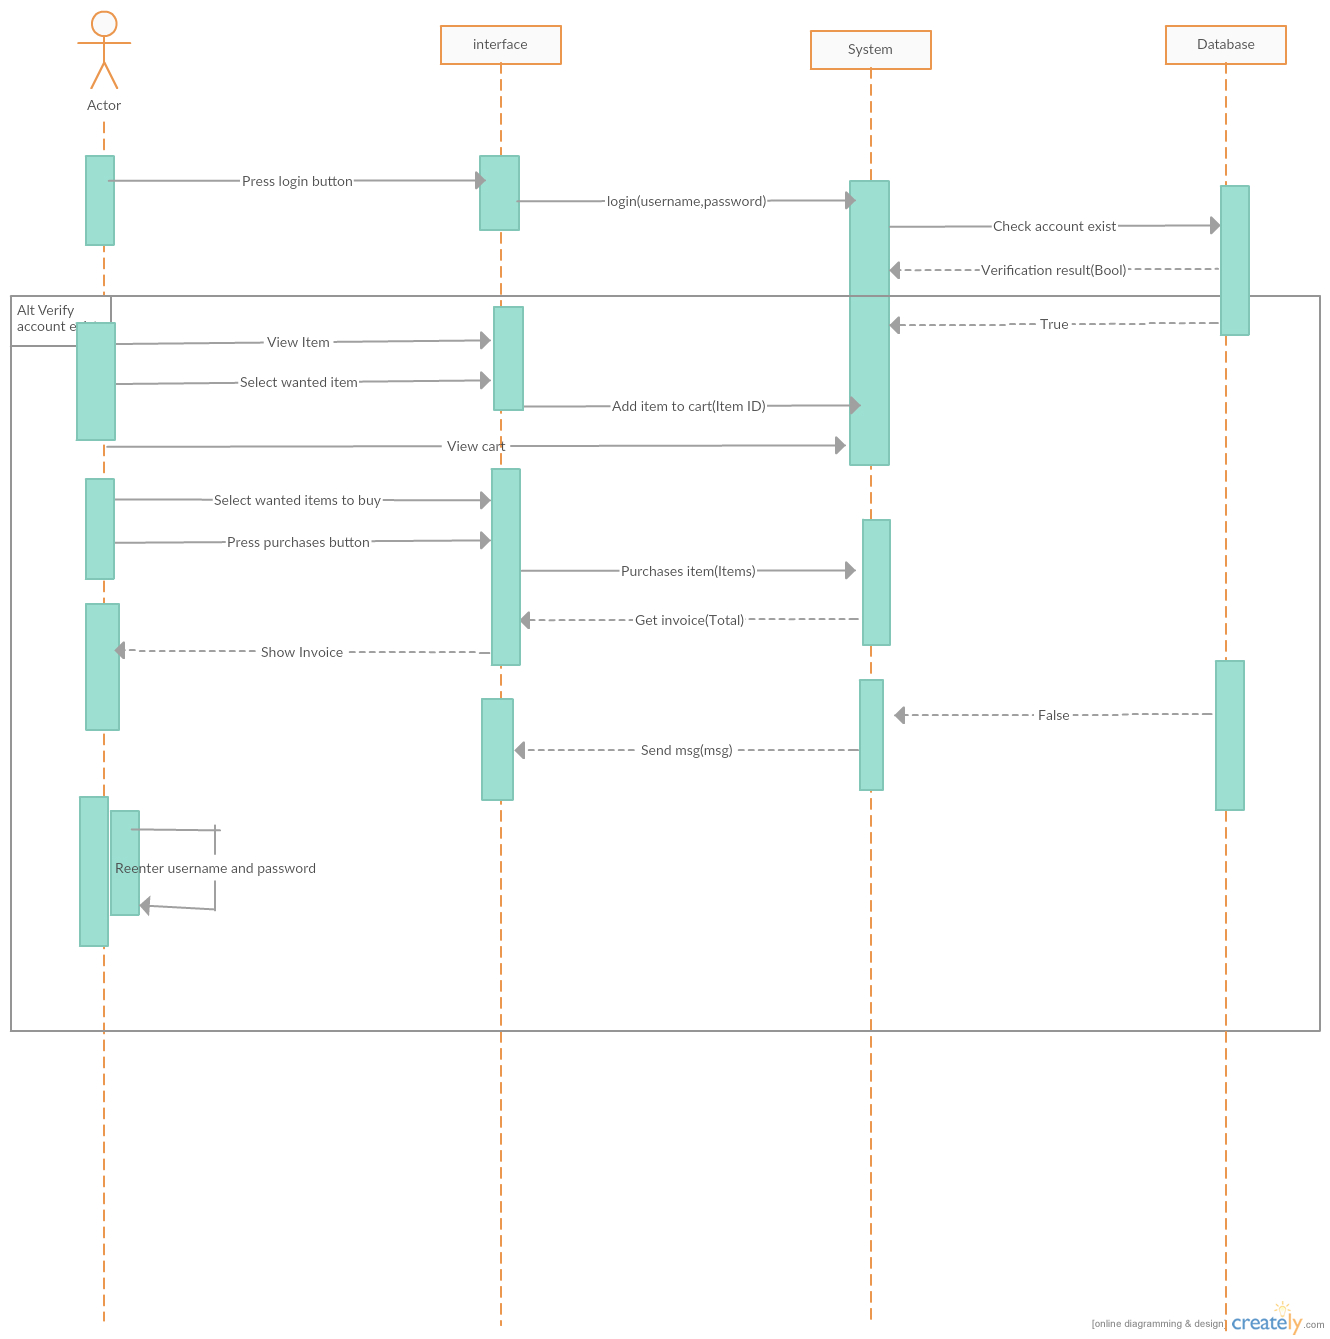 interface
System
Database
Actor
Press login button
login(username,password)
Check account exist
Verification result(Bool)
Alt Verify
account
True
View Item
Select wanted item
Add item to cart(Item ID)
View cart
Select wanted items to buy
Press purchases button
Purchases item(Items)
Get invoice(Total)
Show Invoice
False
Send msg(msg)
Reenter username and password
[online diagramming & design] creately.com